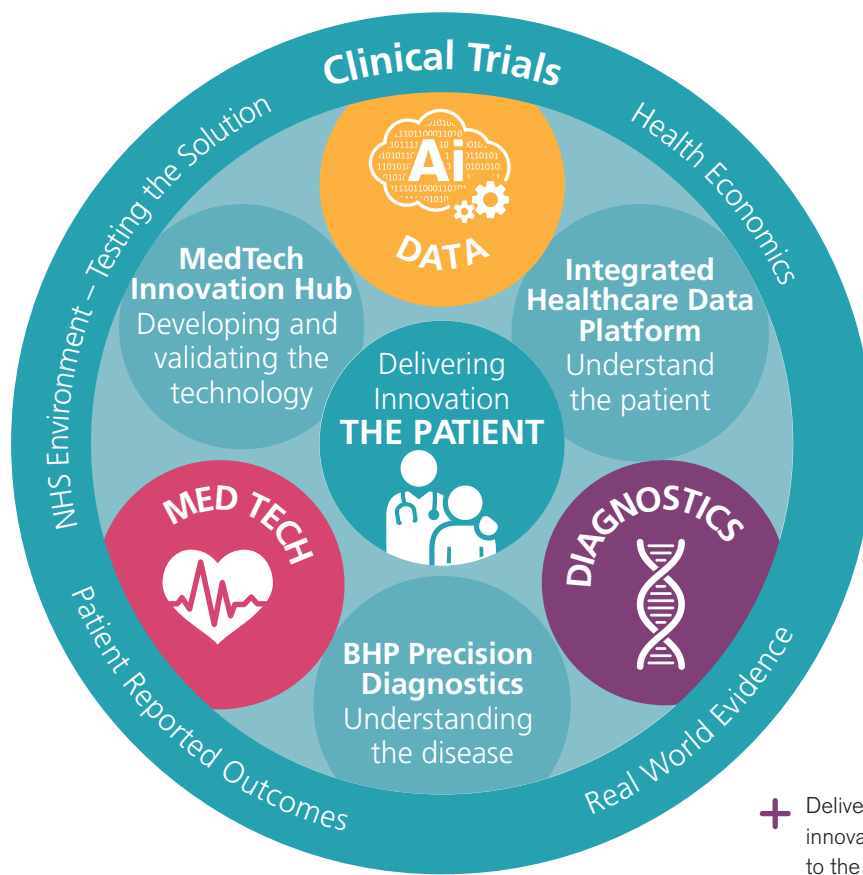 Clinical Trials
NHS Environment – Testing the Solution
Health Economics
Ai
DATA
MedTech
Innovation Hub
Developing and
validating the
technology
Integrated
Healthcare Data
Platform
Understand
the patient
Delivering
Innovation
THE PATIENT
MED TECH
DIAGNOSTICS
BHP Precision
Diagnostics
Understanding
the disease
Patient Reported Outcomes
Real World Evidence
to the